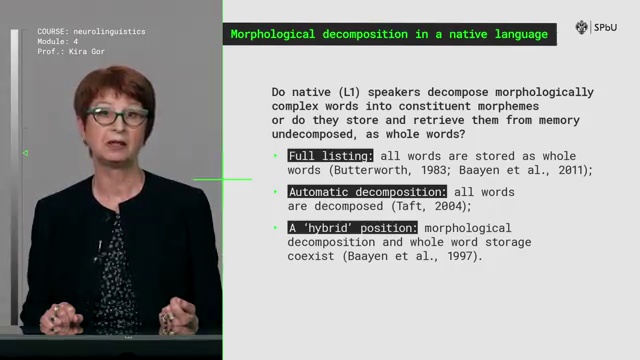 COURSE: neurolinguistics
Module: 4
Prof.: Kira Gor
Morphological decomposition in a native language
SPbU
Do native (L1) speakers decompose morphologically
complex words into constituent morphemes
or do they store and retrieve them from memory
undecomposed, as whole words?
Full listing: all words are stored as whole
words (Butterworth, 1983; Baayen et al., 2011);
Automatic decomposition: all words
are decomposed (Taft, 2004);
A ‘hybrid’ position: morphological
decomposition and whole word storage
coexist (Baayen et al., 1997).